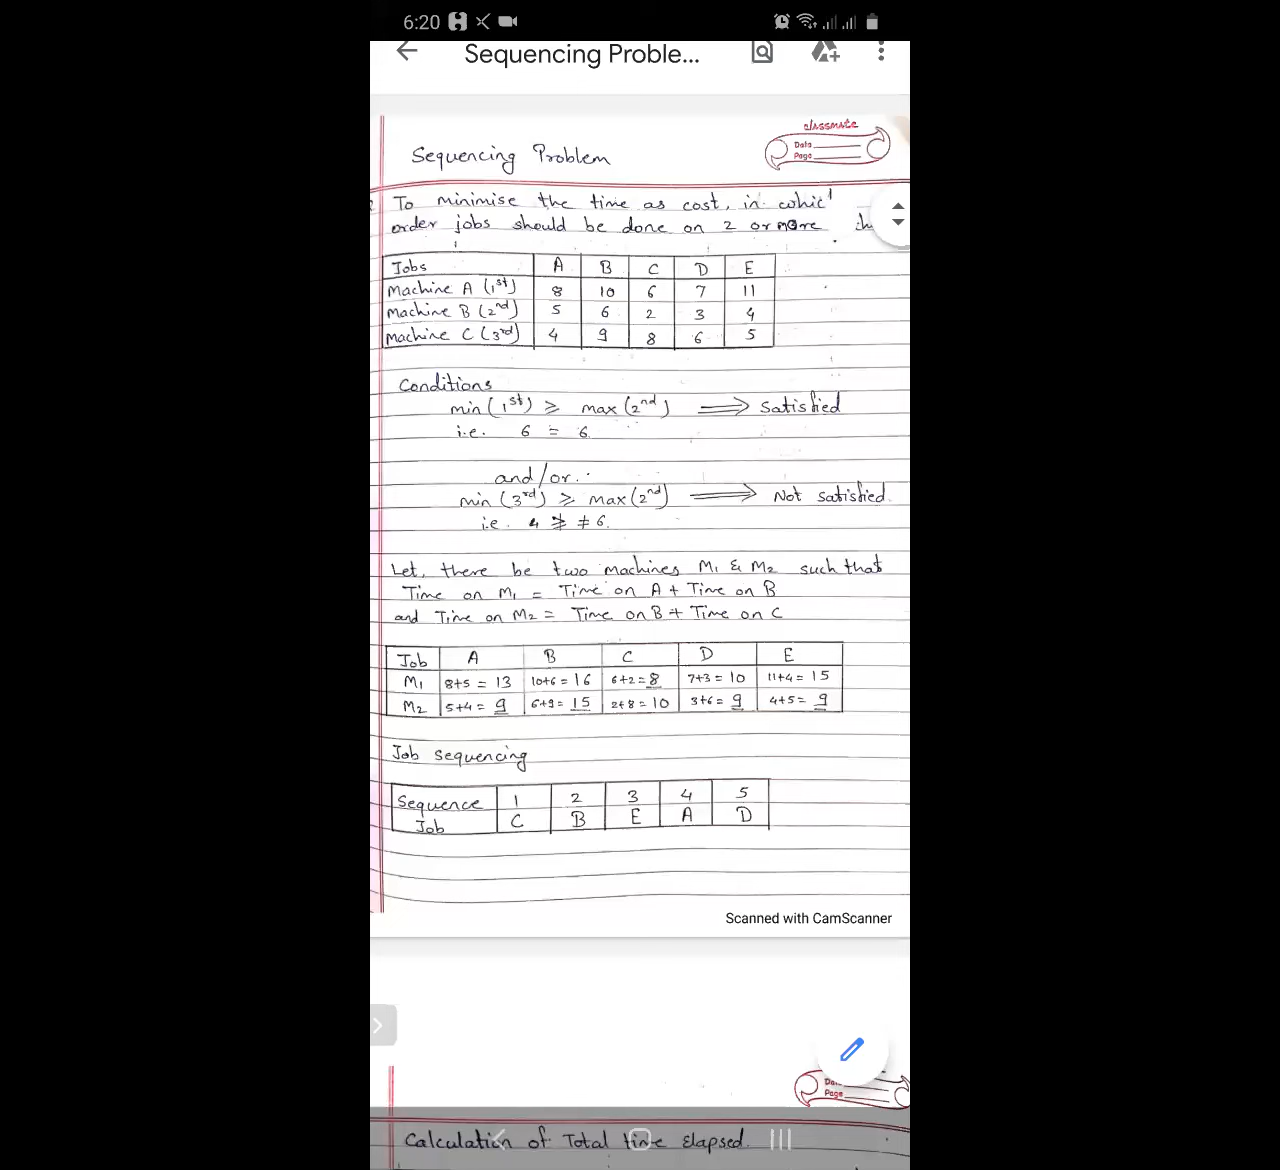 6:20
Sequencing Proble...
classmate
Date
Page
Sequencing Problem
To minimise the time as cost, in whic
order jobs should be done on 2 or more
Jobs A B C D E
Machine A (1st) 8 10 6 7 11
Machine B (2nd) 5 6 2 3 4
Machine C (3rd) 4 9 8 6 5
Conditions
min (1st) ≥ max (2nd) ⟹ Satisfied
i.e. 6 = 6
and/or
min (3rd) ≥ max (2nd) ⟹ Not satisfied
i.e. 4 ≱ ≠ 6.
Let, there be two machines M1 & M2 such that
Time on M1 = Time on A + Time on B
and Time on M2 = Time on B + Time on C
Job A B C D E
M1 8+5 = 13 10+6 = 16 6+2 = 8 7+3 = 10 11+4 = 15
M2 5+4 = 9 6+9 = 15 2+8 = 10 3+6 = 9 4+5 = 9
Job sequencing
Sequence 1 2 3 4 5
Job C B E A D
Scanned with CamScanner
Da
Page
Calculation of Total time Elapsed.